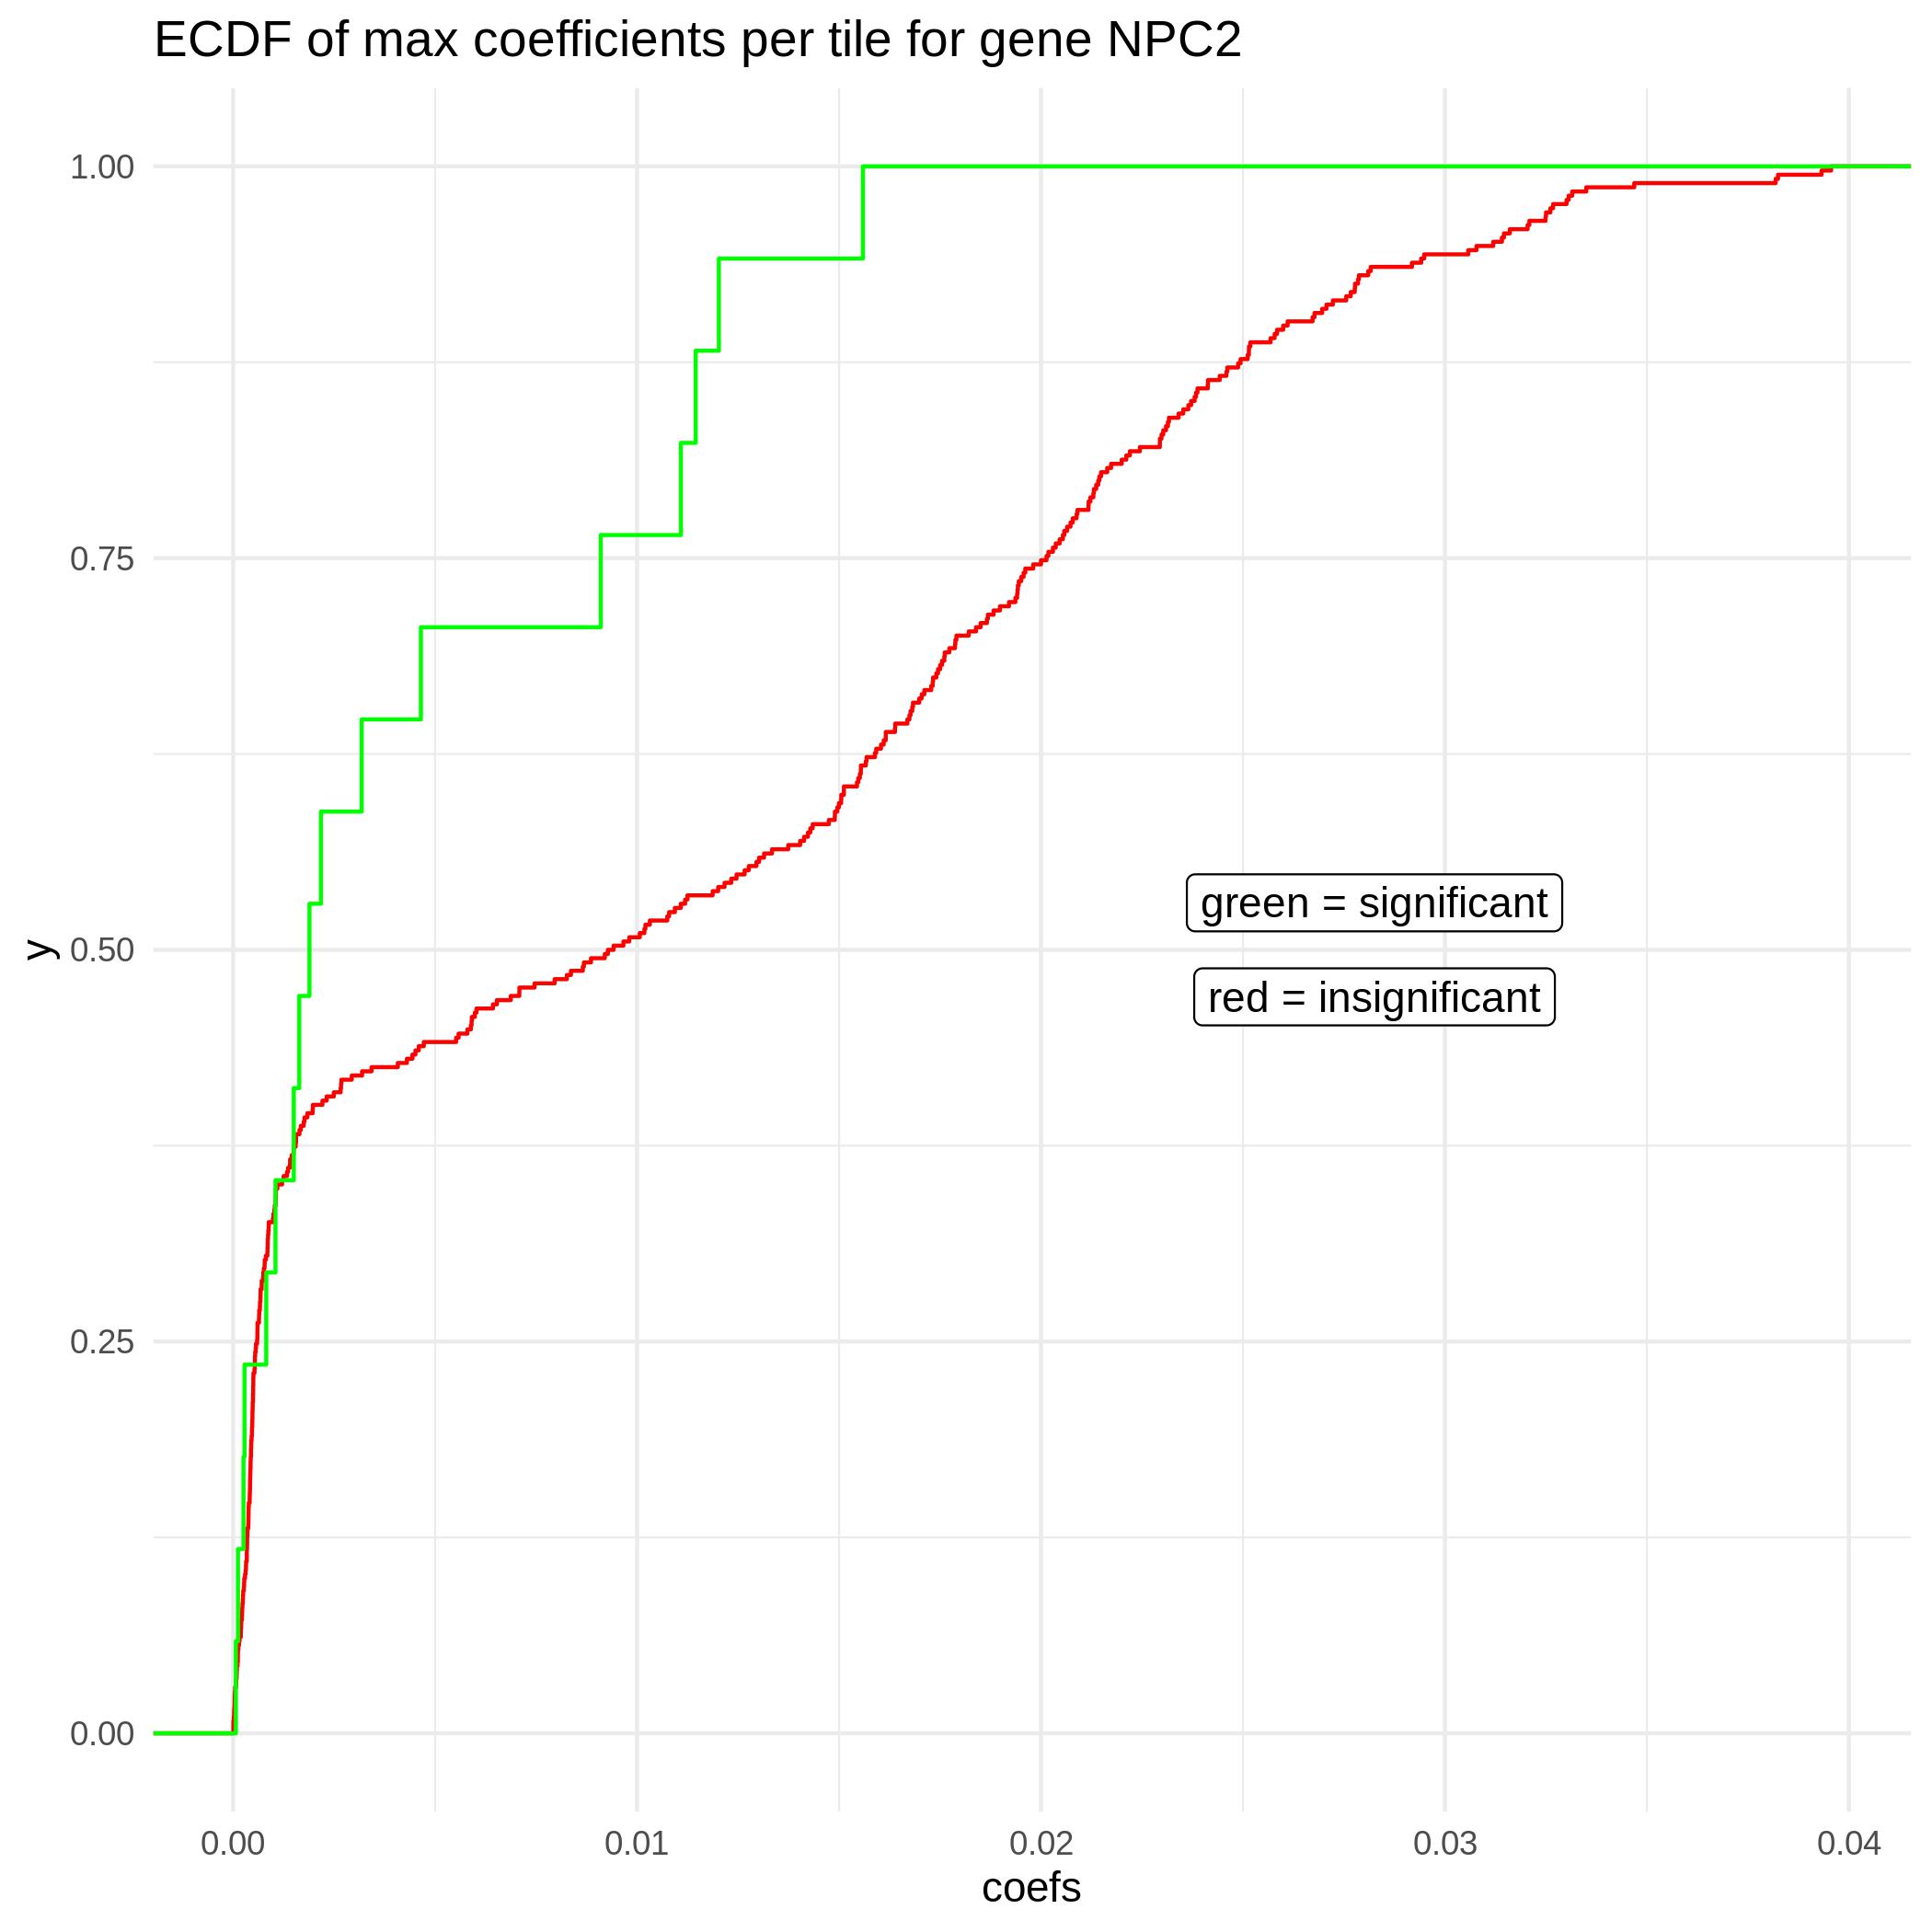 ECDF of max coefficients per tile for gene NPC2
1.00
0.75
0.50
0.25
0.00
y
green = significant
red = insignificant
0.00 0.01 0.02 0.03 0.04
coefs